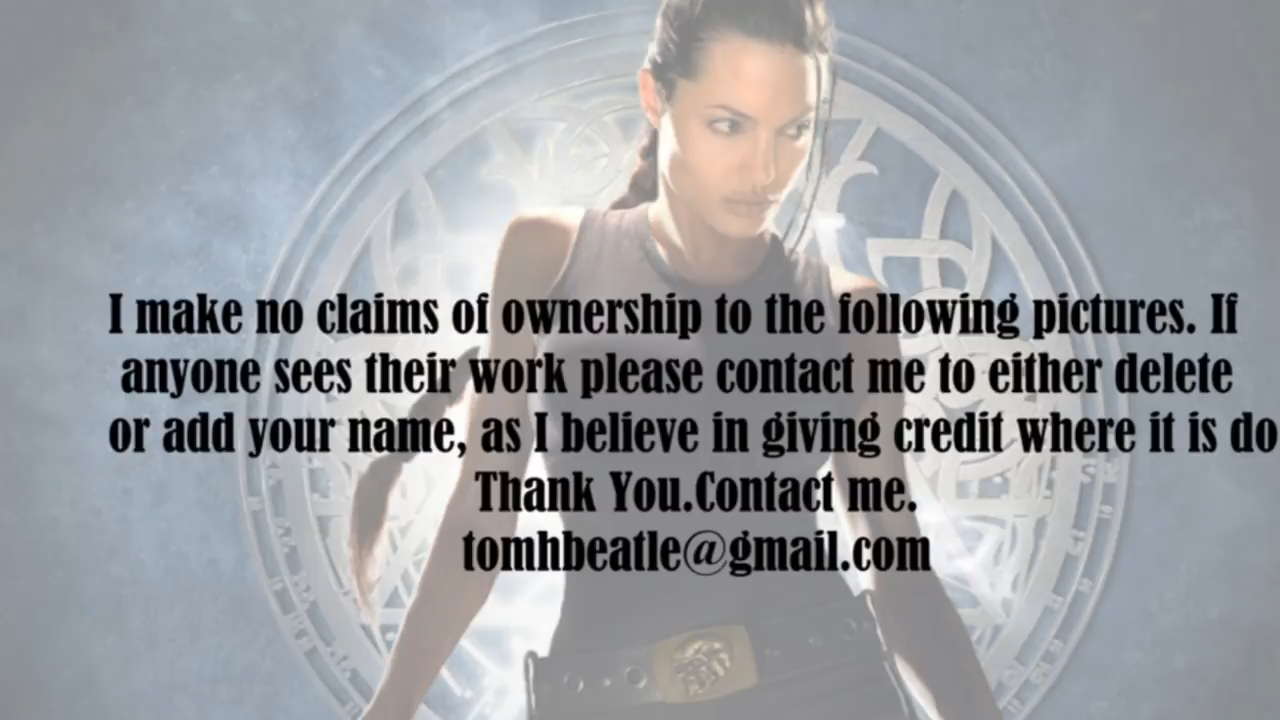 I make no claims of ownership to the following pictures. If
anyone sees their work please contact me to either delete
or add your name, as I believe in giving credit where it is do
Thank You.Contact me.
tomhbeatle@gmail.com